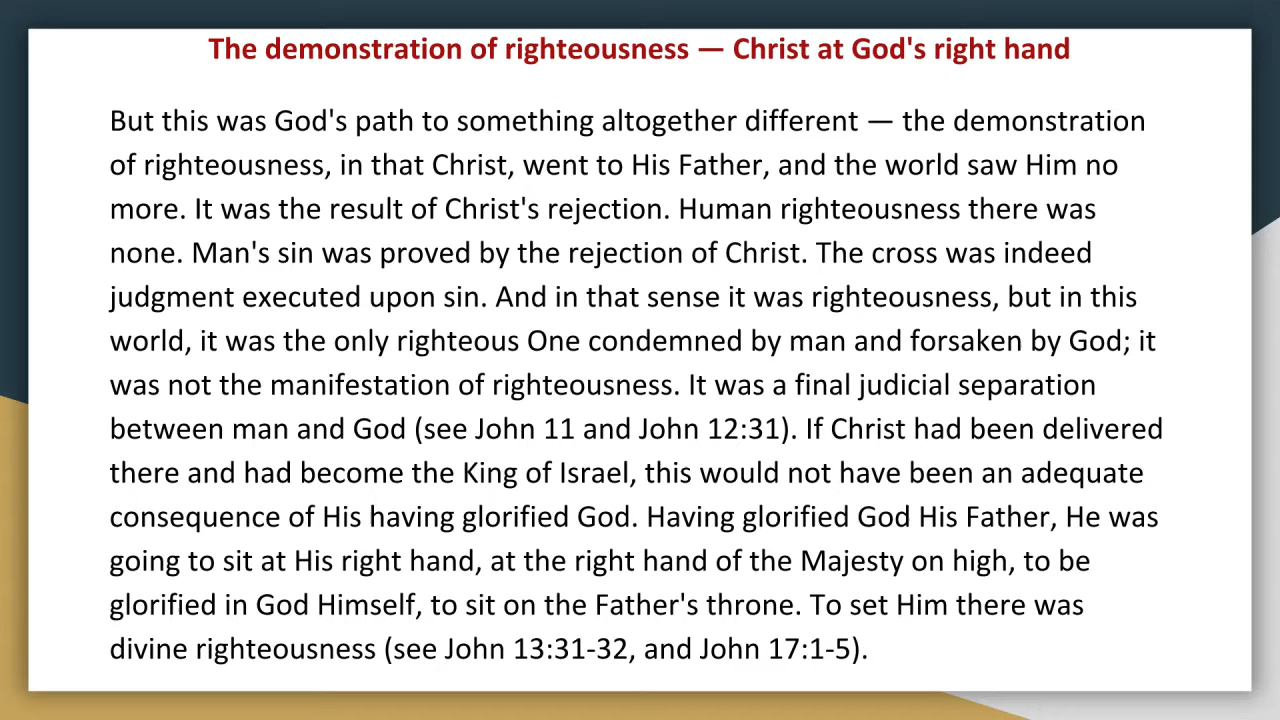 The demonstration of righteousness — Christ at God's right hand
But this was God's path to something altogether different — the demonstration
of righteousness, in that Christ, went to His Father, and the world saw Him no
more. It was the result of Christ's rejection. Human righteousness there was
none. Man's sin was proved by the rejection of Christ. The cross was indeed
judgment executed upon sin. And in that sense it was righteousness, but in this
world, it was the only righteous One condemned by man and forsaken by God; it
was not the manifestation of righteousness. It was a final judicial separation
between man and God (see John 11 and John 12:31). If Christ had been delivered
there and had become the King of Israel, this would not have been an adequate
consequence of His having glorified God. Having glorified God His Father, He was
going to sit at His right hand, at the right hand of the Majesty on high, to be
glorified in God Himself, to sit on the Father's throne. To set Him there was
divine righteousness (see John 13:31-32, and John 17:1-5).